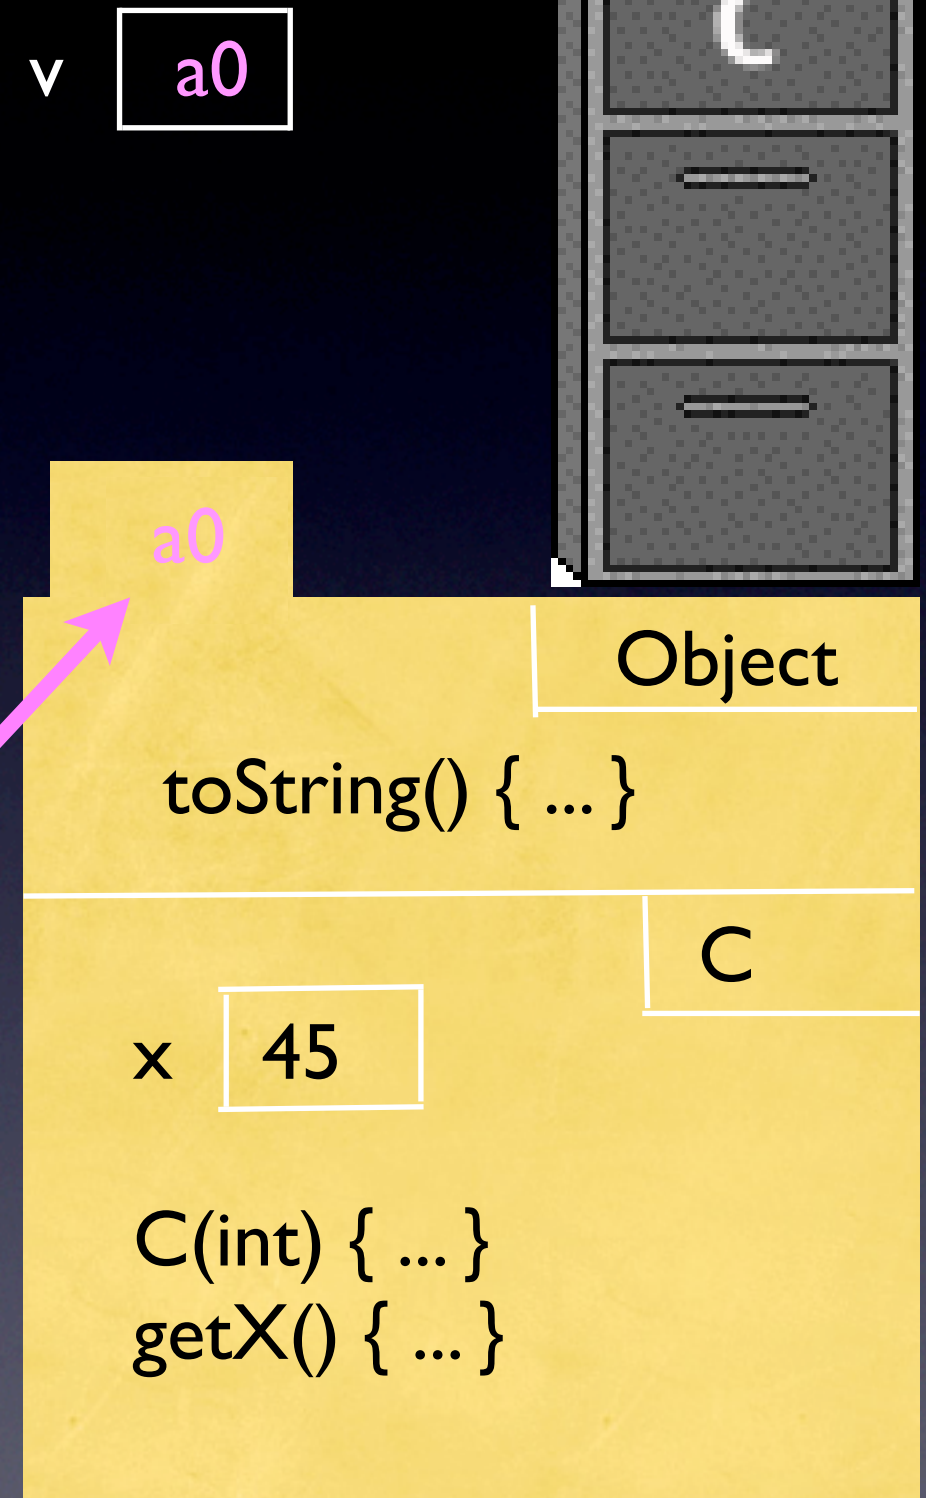 v a0
C
a0
Object
toString() { ... }
C
x 45
C(int) { ... }
getX() { ... }